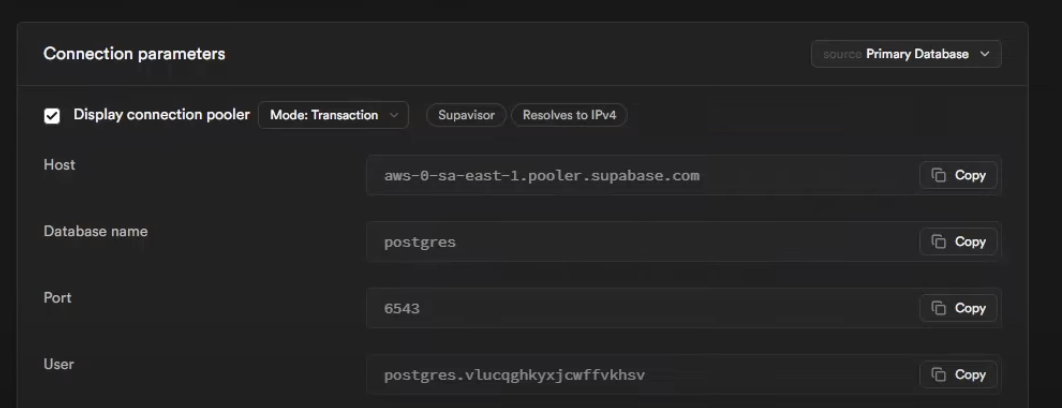 Connection parameters
source Primary Database
Display connection pooler Mode: Transaction Supavisor Resolves to IPv4
Host
aws-0-sa-east-1.pooler.supabase.com Copy
Database name
postgres Copy
Port
6543 Copy
User
postgres.vlucqghkyxjcwffvkhsv Copy